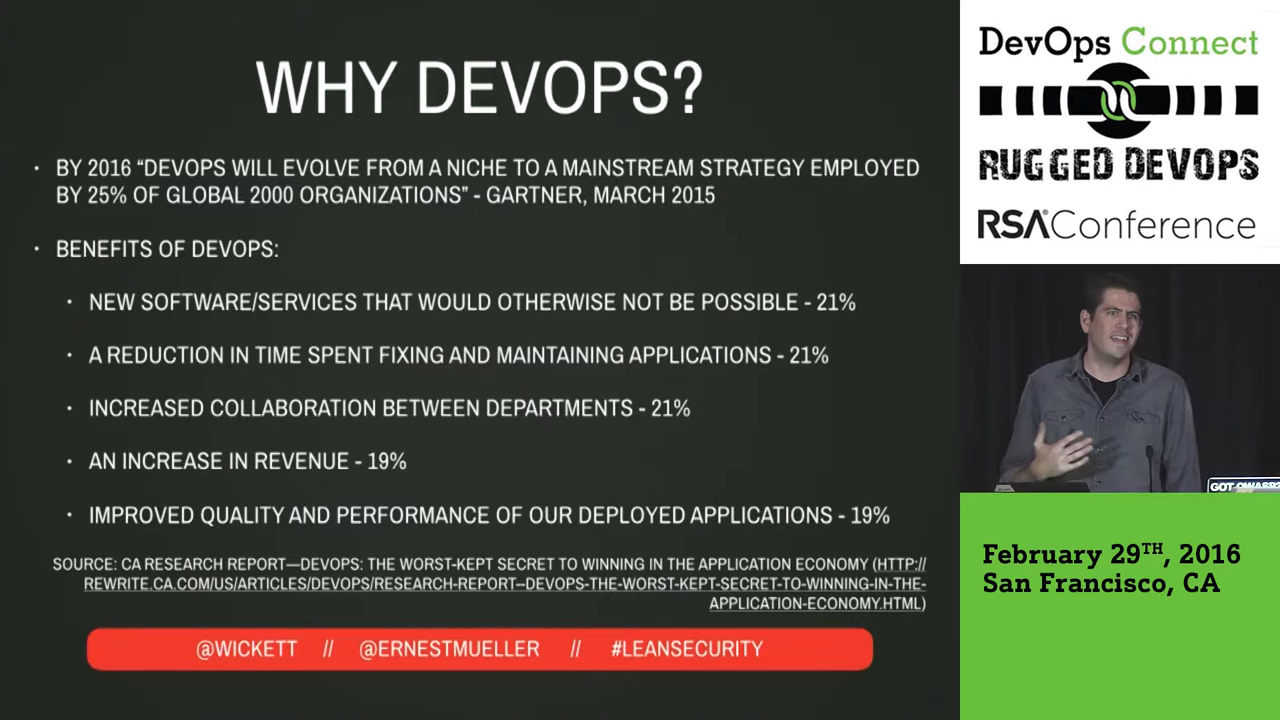 WHY DEVOPS?
• BY 2016 “DEVOPS WILL EVOLVE FROM A NICHE TO A MAINSTREAM STRATEGY EMPLOYED
BY 25% OF GLOBAL 2000 ORGANIZATIONS” - GARTNER, MARCH 2015
• BENEFITS OF DEVOPS:
• NEW SOFTWARE/SERVICES THAT WOULD OTHERWISE NOT BE POSSIBLE - 21%
• A REDUCTION IN TIME SPENT FIXING AND MAINTAINING APPLICATIONS - 21%
• INCREASED COLLABORATION BETWEEN DEPARTMENTS - 21%
• AN INCREASE IN REVENUE - 19%
• IMPROVED QUALITY AND PERFORMANCE OF OUR DEPLOYED APPLICATIONS - 19%
SOURCE: CA RESEARCH REPORT—DEVOPS: THE WORST-KEPT SECRET TO WINNING IN THE APPLICATION ECONOMY (HTTP://
REWRITE.CA.COM/US/ARTICLES/DEVOPS/RESEARCH-REPORT--DEVOPS-THE-WORST-KEPT-SECRET-TO-WINNING-IN-THE-
APPLICATION-ECONOMY.HTML)
@WICKETT // @ERNESTMUELLER // #LEANSECURITY
DevOps Connect
RUGGED DEVOPS
RSAConference
GOT OWASP?
February 29TH, 2016
San Francisco, CA